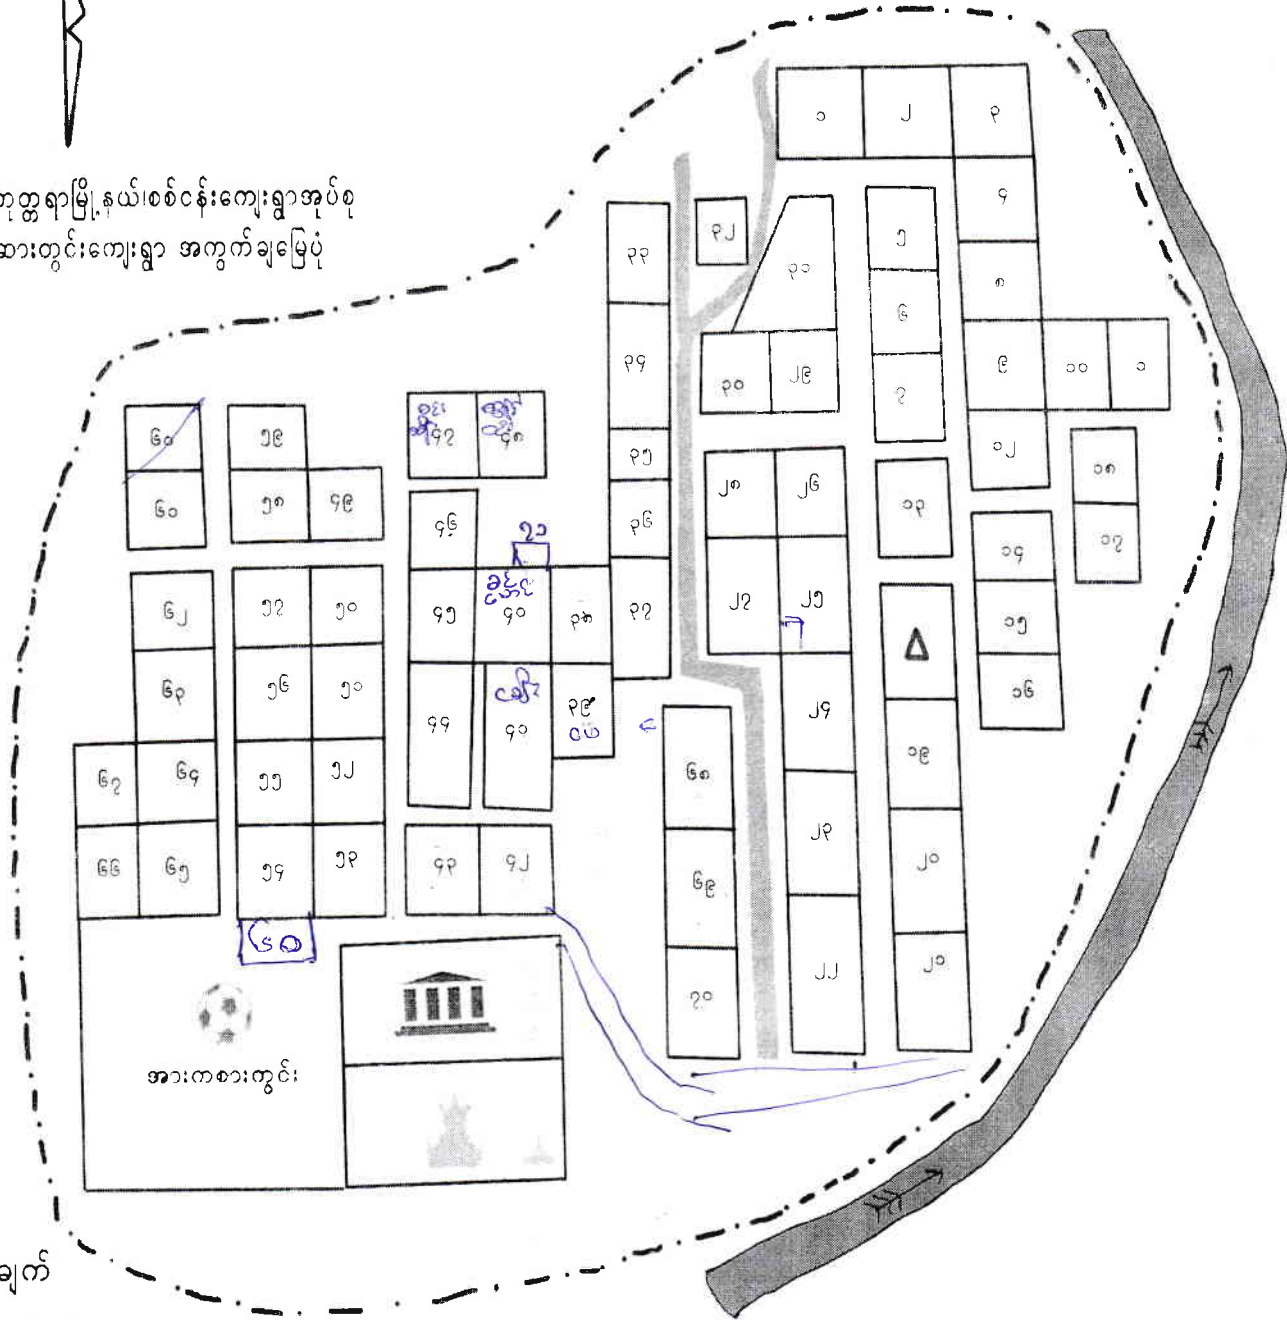 ကုတ္တရာမြို့နယ်၊စစ်ငန်းကျေးရွာအုပ်စု
ဆားတွင်းကျေးရွာ အကွက်ချမြေပုံ
၁ ၂ ၃
၄
၃၂ ၅
၃၃ ၃၁ ၈
၆
၃၄ ၉ ၁၀ ၁
၃၀ ၂၉ ၇
၆၁ ၅၉ ၄၇ ၄၈ ၃၅ ၁၂
၂၈ ၂၆ ၁၈
၆၀ ၅၈ ၄၉ ၄၆ ၃၆ ၁၃
၇၁ ၁၄ ၁၇
၆၂ ၅၇ ၅၀ ၄၅ ၄၀ ၃၈ ၃၇ ၂၇ ၂၅ ၁၅
၆၃ ၅၆ ၅၁ ၁၆
၄၄ ၄၁ ၃၉ ၂၄
၆၇ ၆၄ ၅၅ ၅၂ ၆၈ ၁၉
၂၃
၆၆ ၆၅ ၅၄ ၅၃ ၄၃ ၄၂ ၆၉ ၂၀
၇၀ ၂၂ ၂၁
အားကစားကွင်း
ချက်